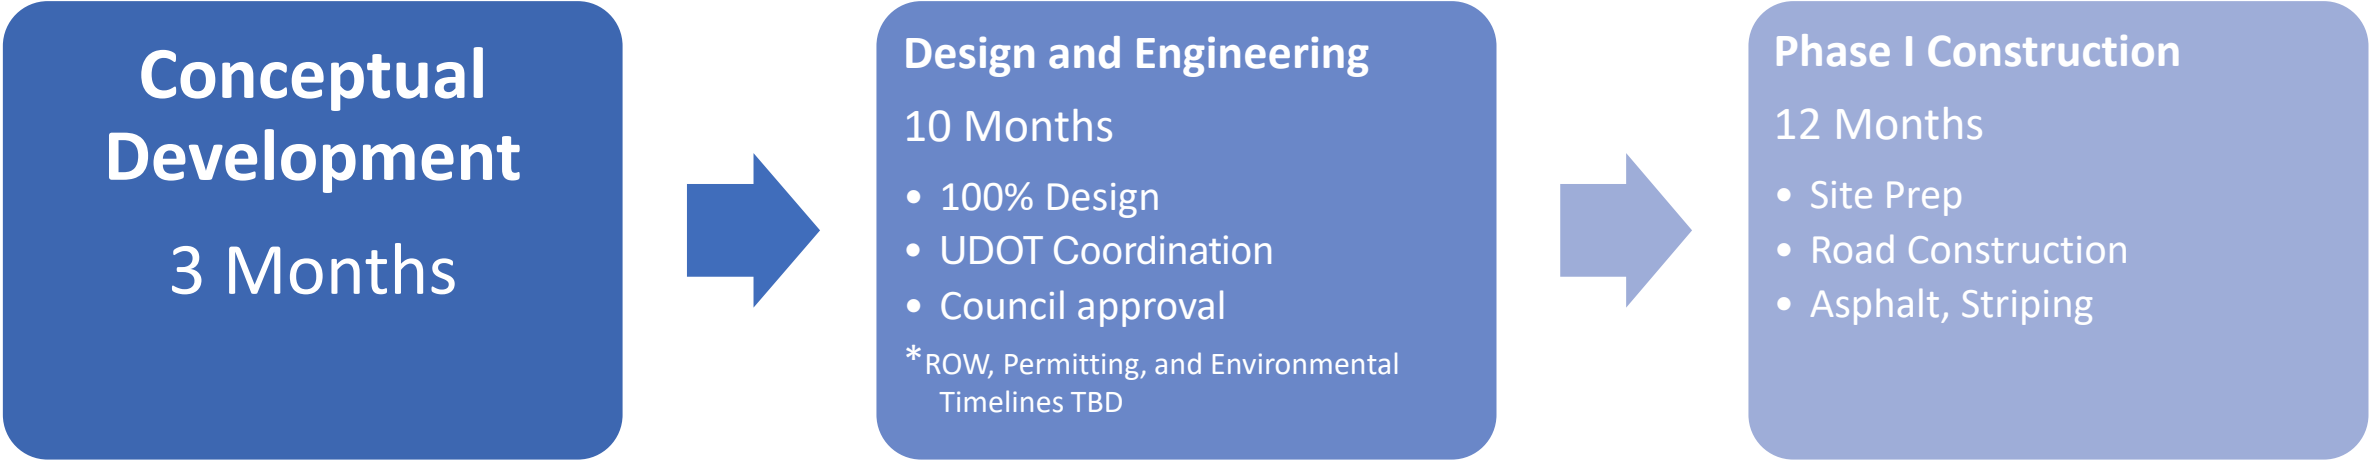 Conceptual
Development
3 Months
Design and Engineering
10 Months
• 100% Design
• UDOT Coordination
• Council approval
*ROW, Permitting, and Environmental
Timelines TBD
Phase I Construction
12 Months
• Site Prep
• Road Construction
• Asphalt, Striping